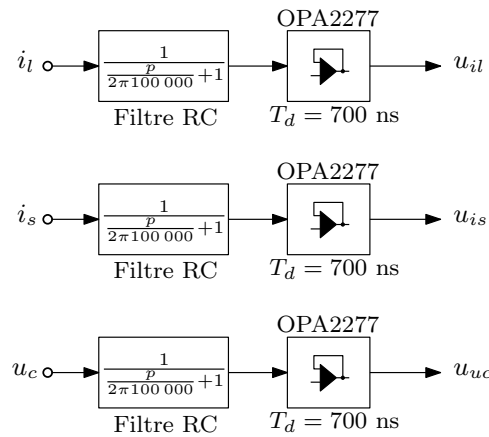 OPA2277
i_l 1 / (p / 2π100 000 + 1) u_il
Filtre RC T_d = 700 ns
OPA2277
i_s 1 / (p / 2π100 000 + 1) u_is
Filtre RC T_d = 700 ns
OPA2277
u_c 1 / (p / 2π100 000 + 1) u_uc
Filtre RC T_d = 700 ns